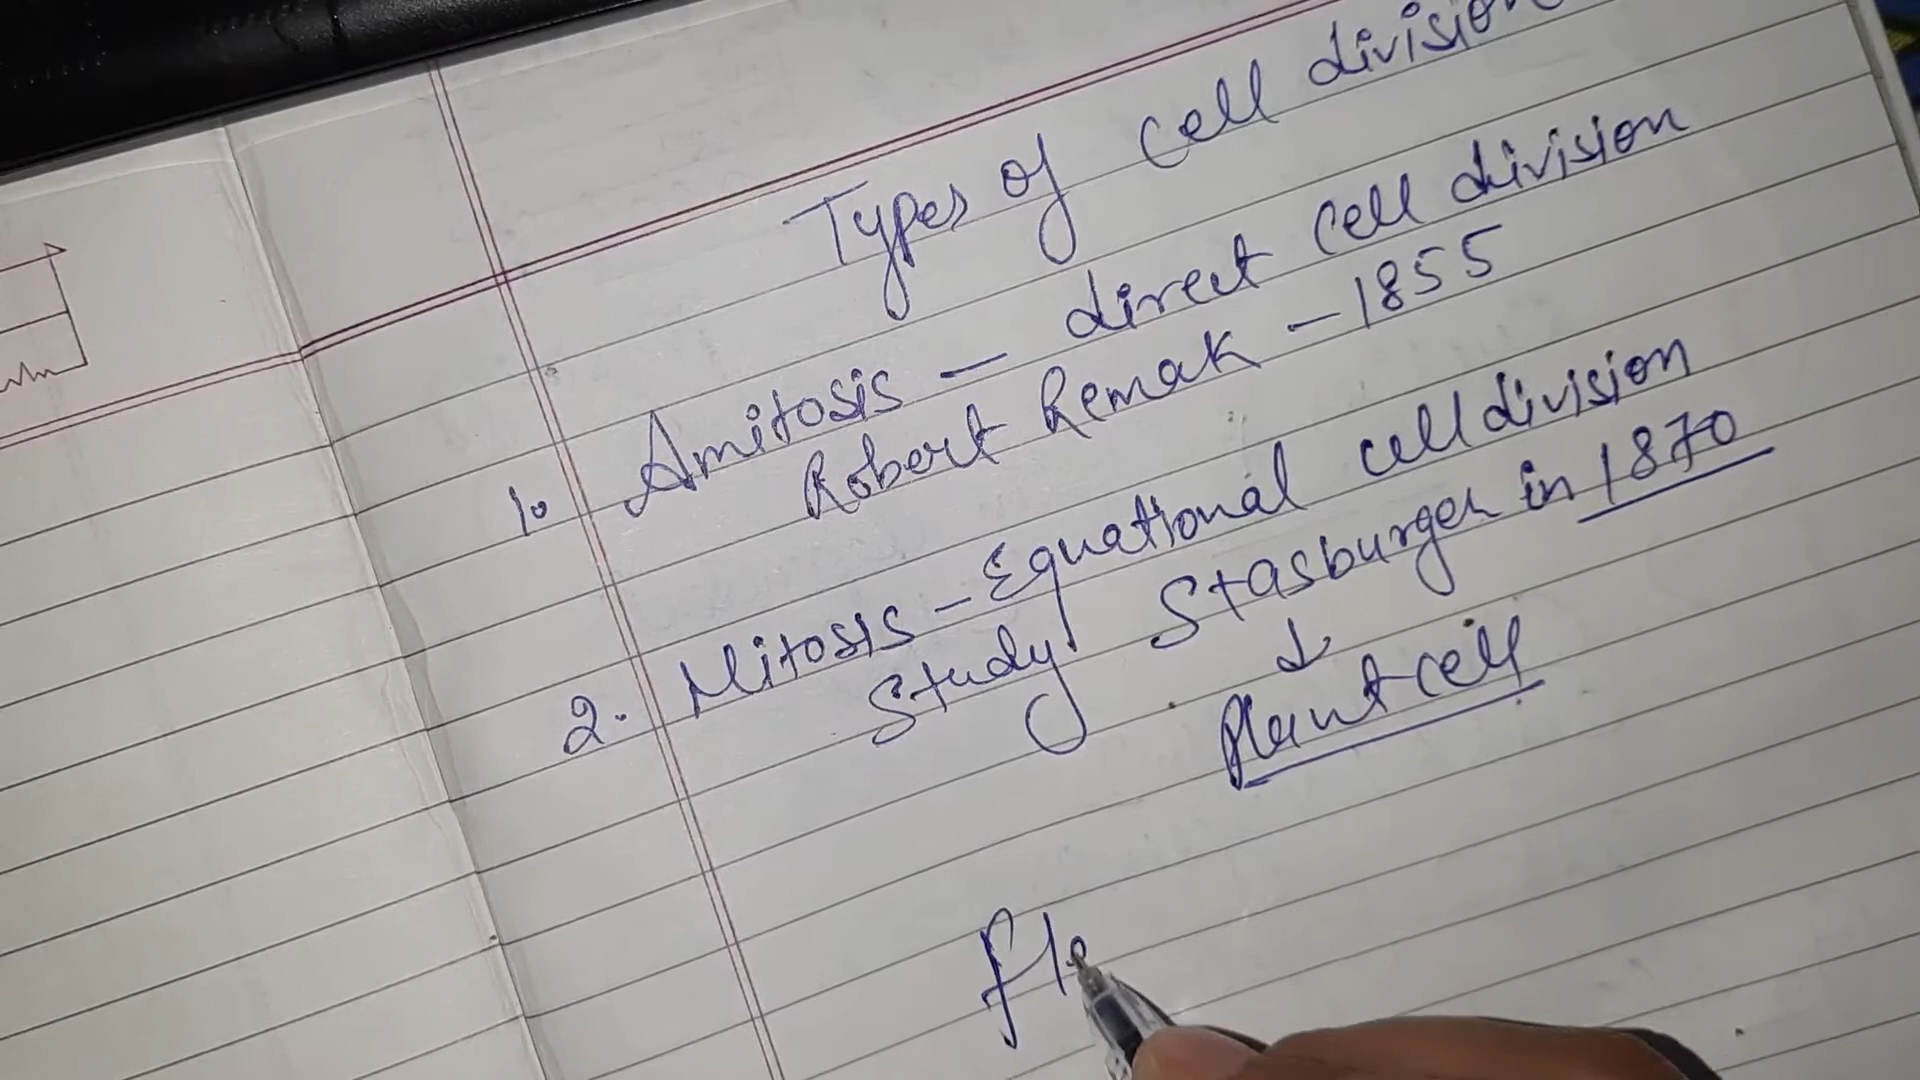 Types of cell division
1. Amitosis - direct cell division
Robert Remak - 1855
2. Mitosis - Equational cell division
Study Stasburger in 1870
↓
Plant cell
Fle